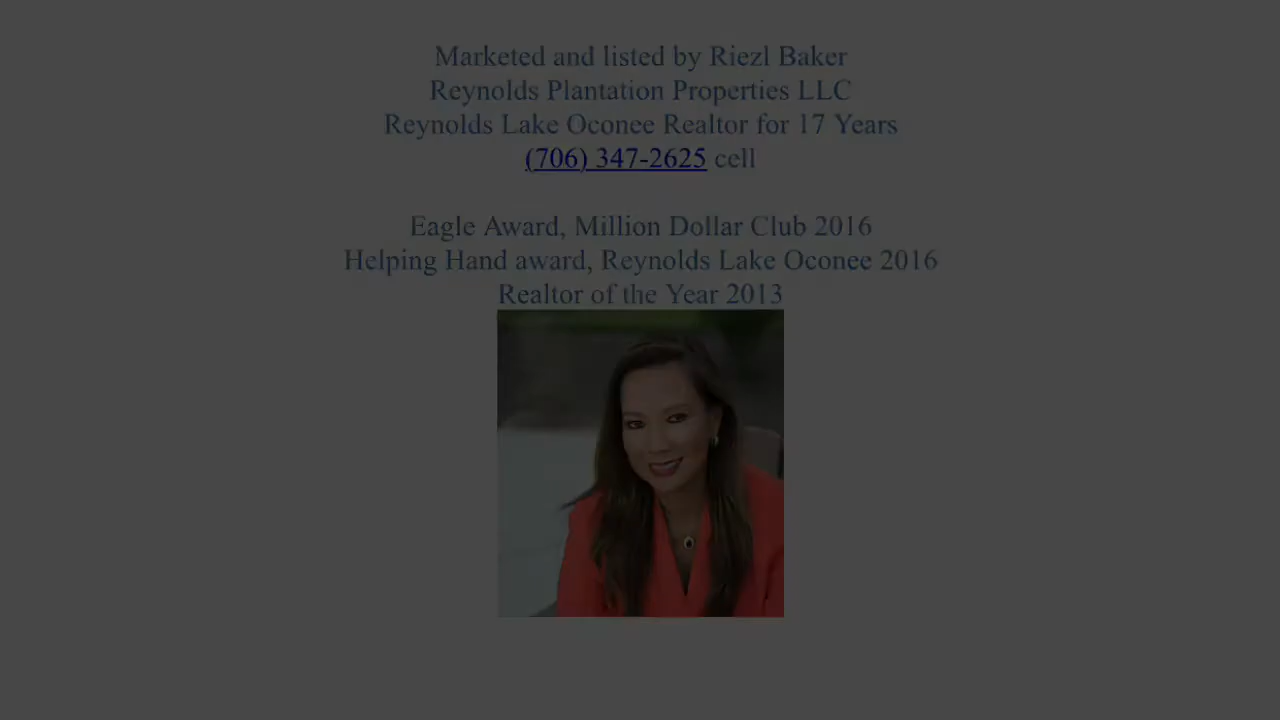 Marketed and listed by Riezl Baker
Reynolds Plantation Properties LLC
Reynolds Lake Oconee Realtor for 17 Years
(706) 347-2625 cell
Eagle Award, Million Dollar Club 2016
Helping Hand award, Reynolds Lake Oconee 2016
Realtor of the Year 2013